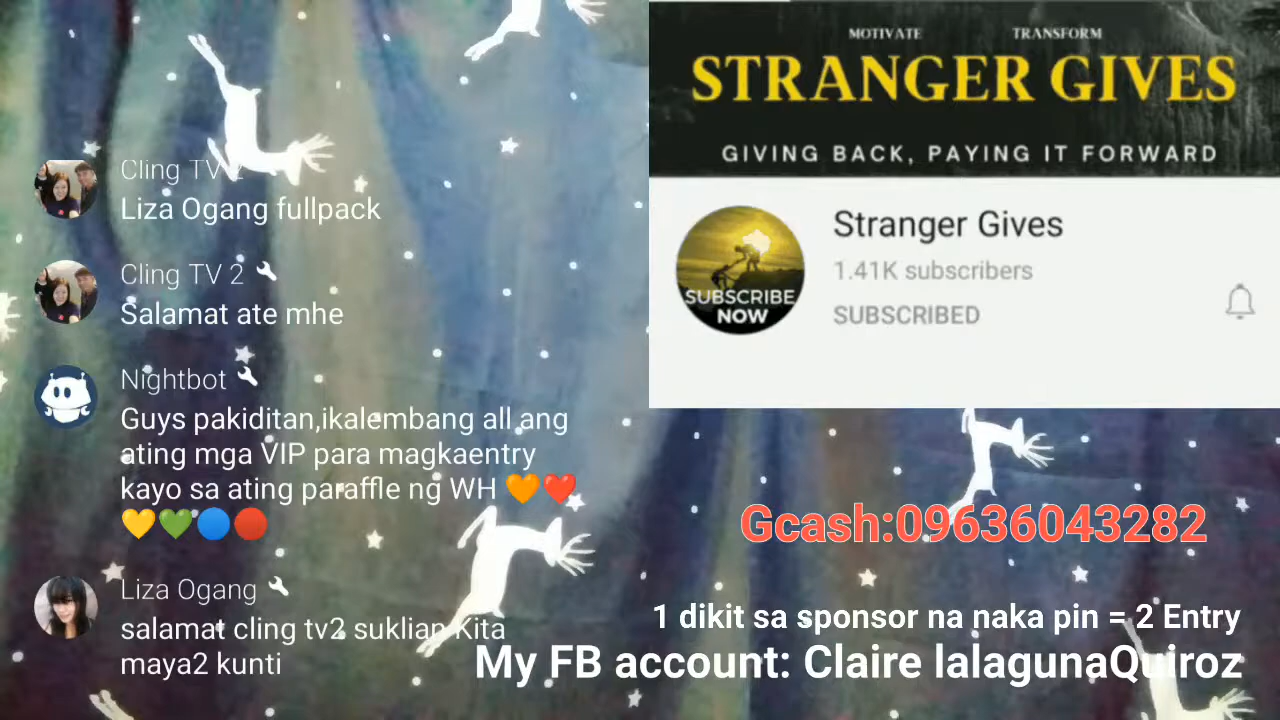 Cling TV 2
Liza Ogang fullpack
Cling TV 2
Salamat ate mhe
Nightbot
Guys pakiditan,ikalembang all ang
ating mga VIP para magkaentry
kayo sa ating paraffle ng WH 🧡❤️
💛💚🔵🔴
Liza Ogang
salamat cling tv2 suklian Kita
maya2 kunti
MOTIVATE TRANSFORM
STRANGER GIVES
GIVING BACK, PAYING IT FORWARD
Stranger Gives
1.41K subscribers
SUBSCRIBED
SUBSCRIBE
NOW
Gcash:09636043282
1 dikit sa sponsor na naka pin = 2 Entry
My FB account: Claire lalagunaQuiroz